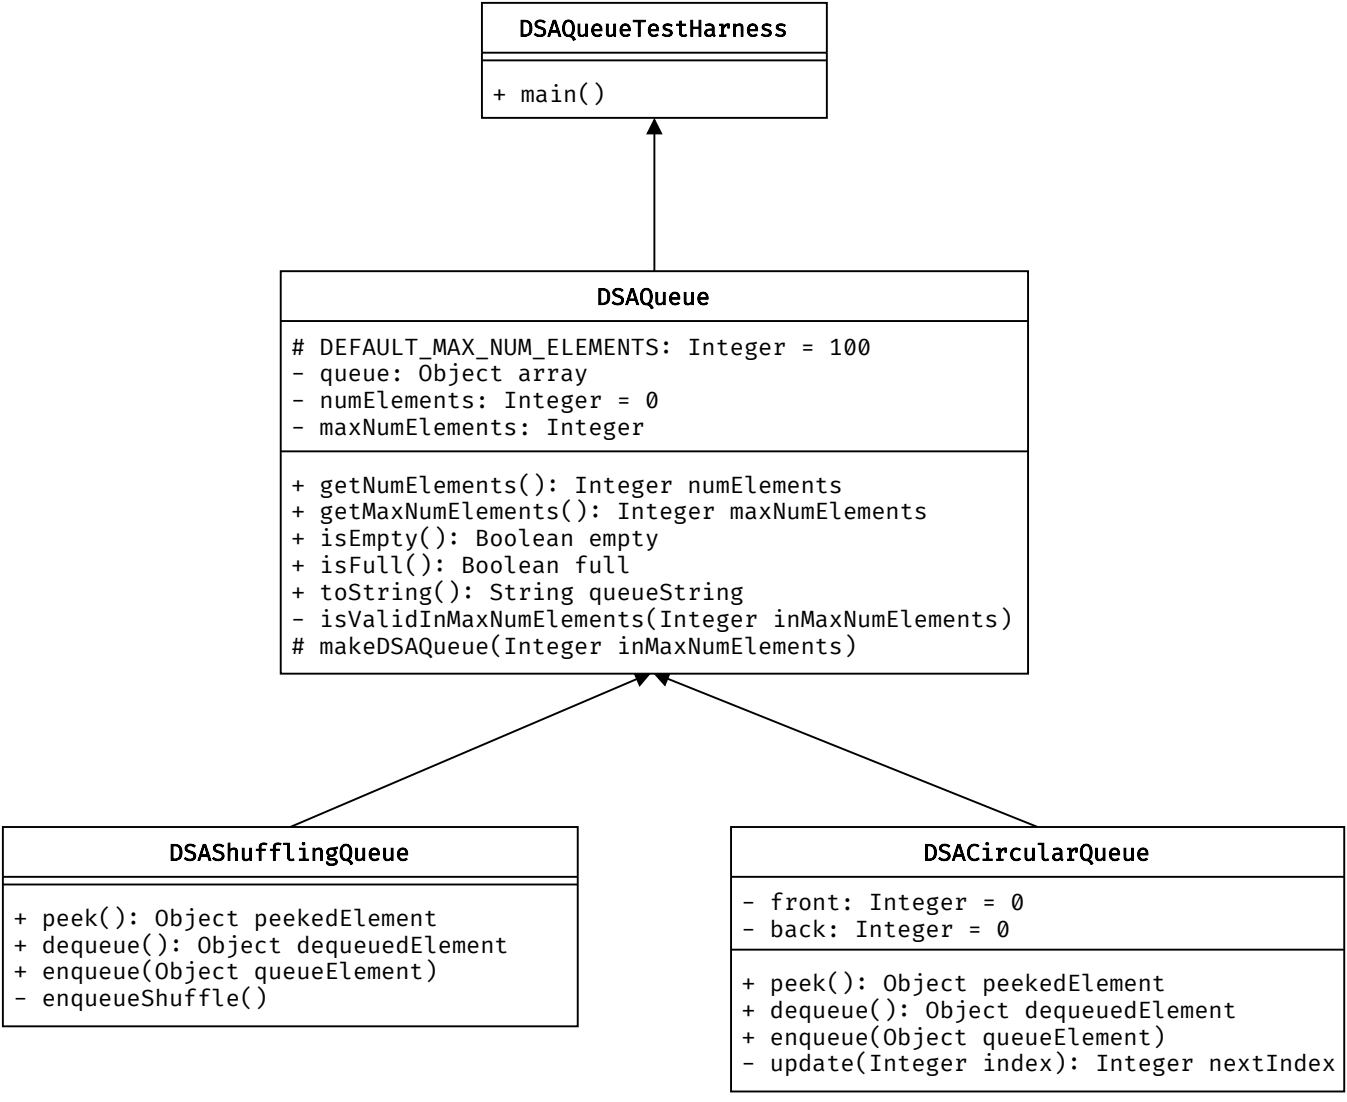 DSAQueueTestHarness
+ main()
DSAQueue
# DEFAULT_MAX_NUM_ELEMENTS: Integer = 100
- queue: Object array
- numElements: Integer = 0
- maxNumElements: Integer
+ getNumElements(): Integer numElements
+ getMaxNumElements(): Integer maxNumElements
+ isEmpty(): Boolean empty
+ isFull(): Boolean full
+ toString(): String queueString
- isValidInMaxNumElements(Integer inMaxNumElements)
# makeDSAQueue(Integer inMaxNumElements)
DSAShufflingQueue
+ peek(): Object peekedElement
+ dequeue(): Object dequeuedElement
+ enqueue(Object queueElement)
- enqueueShuffle()
DSACircularQueue
- front: Integer = 0
- back: Integer = 0
+ peek(): Object peekedElement
+ dequeue(): Object dequeuedElement
+ enqueue(Object queueElement)
- update(Integer index): Integer nextIndex